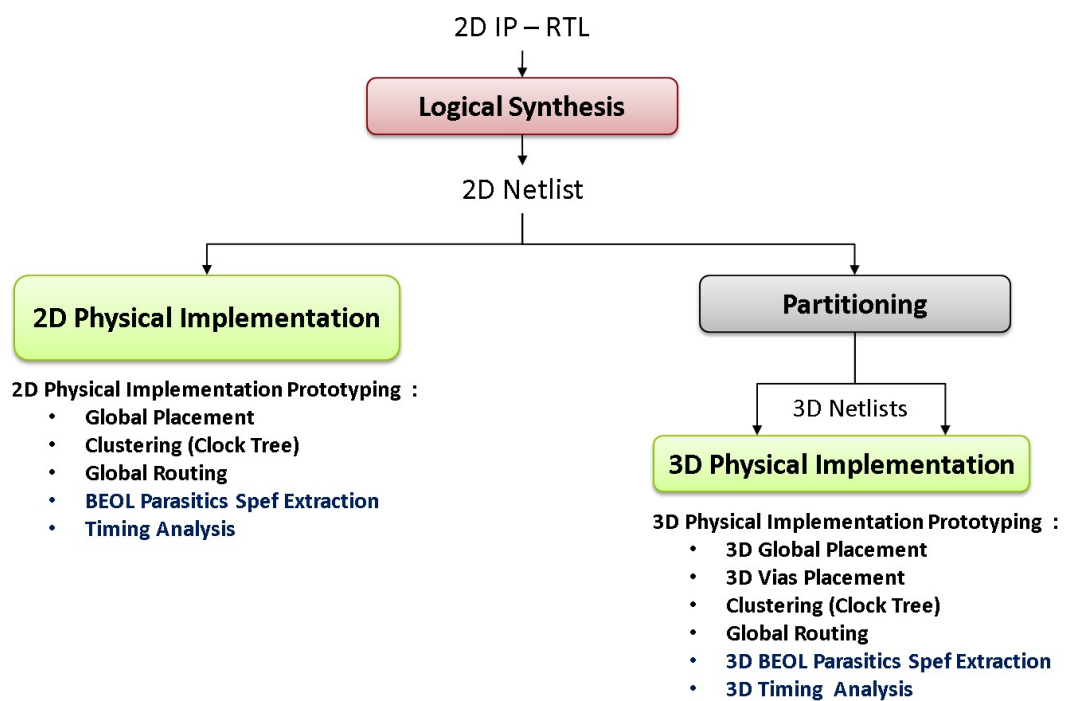 2D IP – RTL
Logical Synthesis
2D Netlist
2D Physical Implementation
2D Physical Implementation Prototyping :
• Global Placement
• Clustering (Clock Tree)
• Global Routing
• BEOL Parasitics Spef Extraction
• Timing Analysis
Partitioning
3D Netlists
3D Physical Implementation
3D Physical Implementation Prototyping :
• 3D Global Placement
• 3D Vias Placement
• Clustering (Clock Tree)
• Global Routing
• 3D BEOL Parasitics Spef Extraction
• 3D Timing Analysis